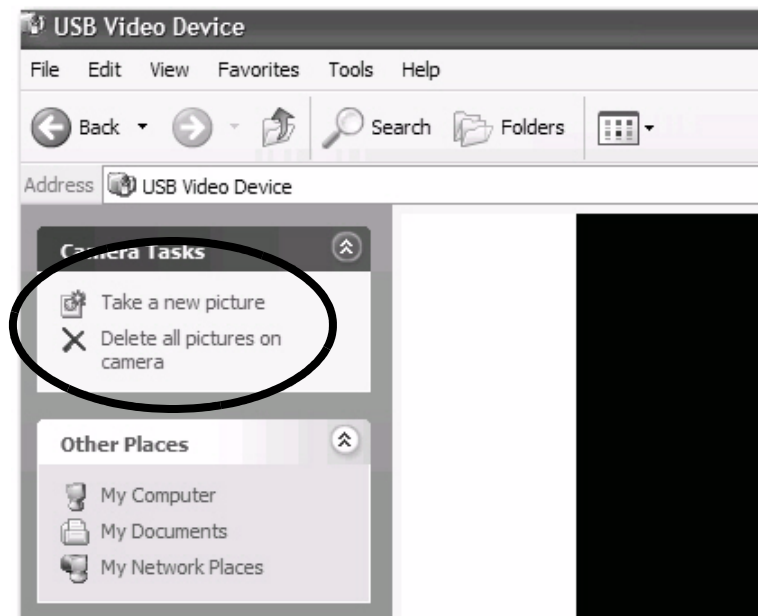 USB Video Device
File Edit View Favorites Tools Help
Back Search Folders
Address USB Video Device
Camera Tasks
Take a new picture
Delete all pictures on
camera
Other Places
My Computer
My Documents
My Network Places